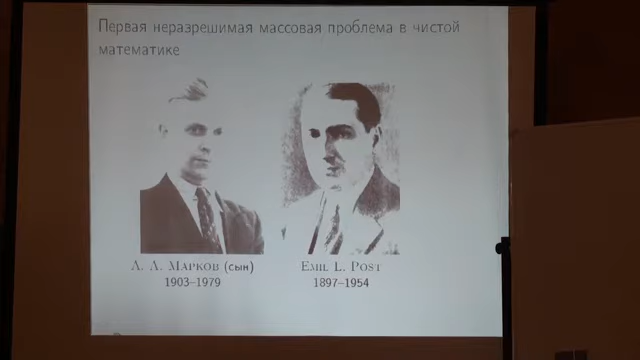 Первая неразрешимая массовая проблема в чистой
математике
А. А. Марков (сын)
1903–1979
Emil L. Post
1897–1954